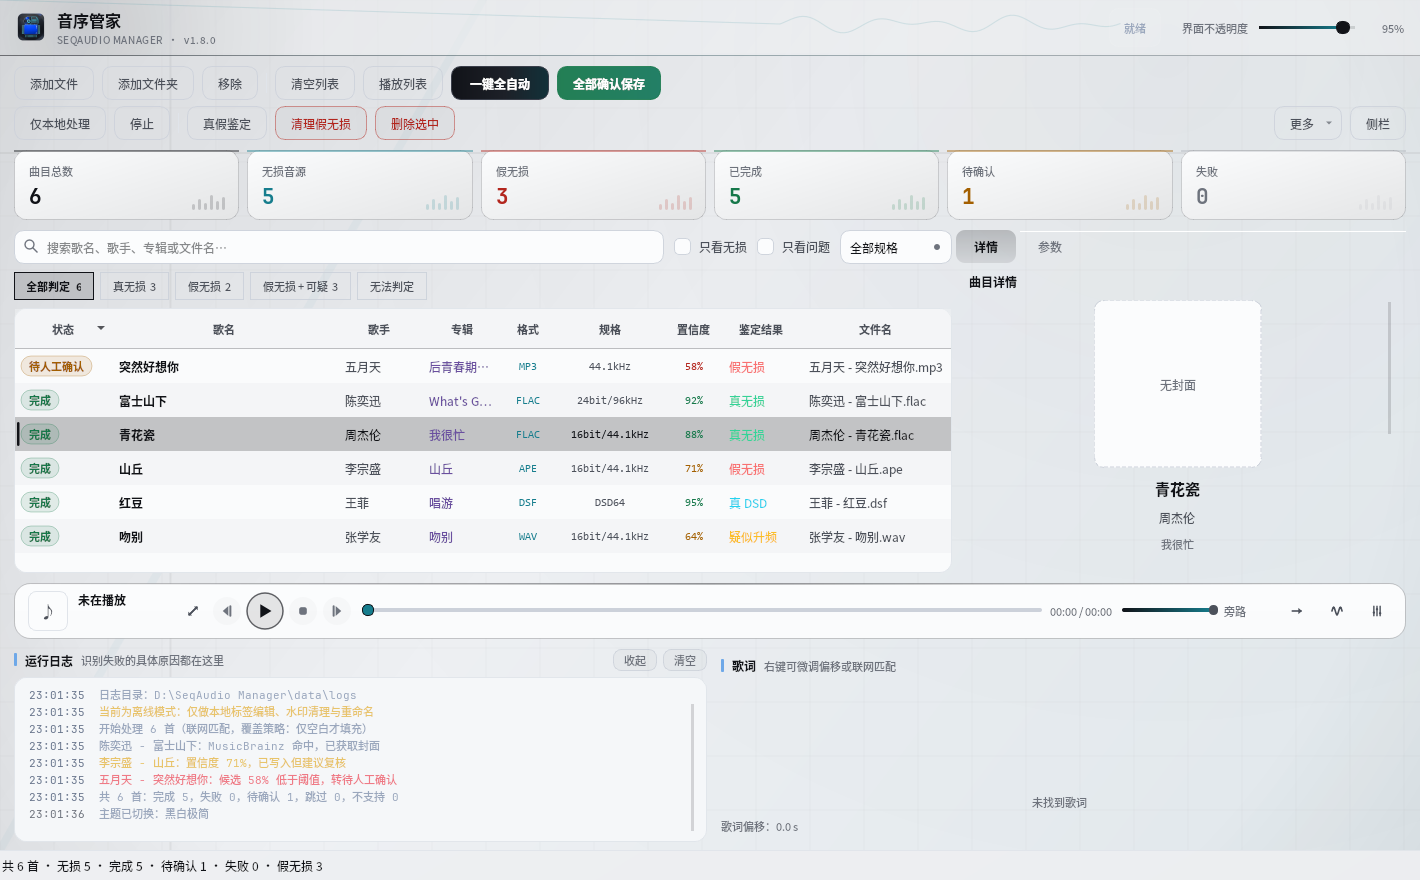 音序管家
SEQAUDIO MANAGER • v1.8.0
就绪
界面不透明度
95%
添加文件
添加文件夹
移除
清空列表
播放列表
一键全自动
全部确认保存
仅本地处理
停止
真假鉴定
清理假无损
删除选中
更多
侧栏
曲目总数
6
无损音源
5
假无损
3
已完成
5
待确认
1
失败
0
搜索歌名、歌手、专辑或文件名…
只看无损
只看问题
全部规格
详情
参数
全部判定 6
真无损 3
假无损 2
假无损+可疑 3
无法判定
曲目详情
状态 歌名 歌手 专辑 格式 规格 置信度 鉴定结果 文件名
待人工确认 突然好想你 五月天 后青春期… MP3 44.1kHz 58% 假无损 五月天 - 突然好想你.mp3
完成 富士山下 陈奕迅 What's G… FLAC 24bit/96kHz 92% 真无损 陈奕迅 - 富士山下.flac
完成 青花瓷 周杰伦 我很忙 FLAC 16bit/44.1kHz 88% 真无损 周杰伦 - 青花瓷.flac
完成 山丘 李宗盛 山丘 APE 16bit/44.1kHz 71% 假无损 李宗盛 - 山丘.ape
完成 红豆 王菲 唱游 DSF DSD64 95% 真 DSD 王菲 - 红豆.dsf
完成 吻别 张学友 吻别 WAV 16bit/44.1kHz 64% 疑似升频 张学友 - 吻别.wav
无封面
青花瓷
周杰伦
我很忙
未在播放
00:00 / 00:00
旁路
运行日志 识别失败的具体原因都在这里
收起
清空
23:01:35 日志目录: D:\SeqAudio Manager\data\logs
23:01:35 当前为离线模式: 仅做本地标签编辑、水印清理与重命名
23:01:35 开始处理 6 首 (联网匹配, 覆盖策略: 仅空白才填充)
23:01:35 陈奕迅 - 富士山下: MusicBrainz 命中, 已获取封面
23:01:35 李宗盛 - 山丘: 置信度 71%, 已写入但建议复核
23:01:35 五月天 - 突然好想你: 候选 58% 低于阈值, 转待人工确认
23:01:35 共 6 首: 完成 5, 失败 0, 待确认 1, 跳过 0, 不支持 0
23:01:36 主题已切换: 黑白极简
歌词 右键可微调偏移或联网匹配
未找到歌词
歌词偏移: 0.0 s
共 6 首 · 无损 5 · 完成 5 · 待确认 1 · 失败 0 · 假无损 3